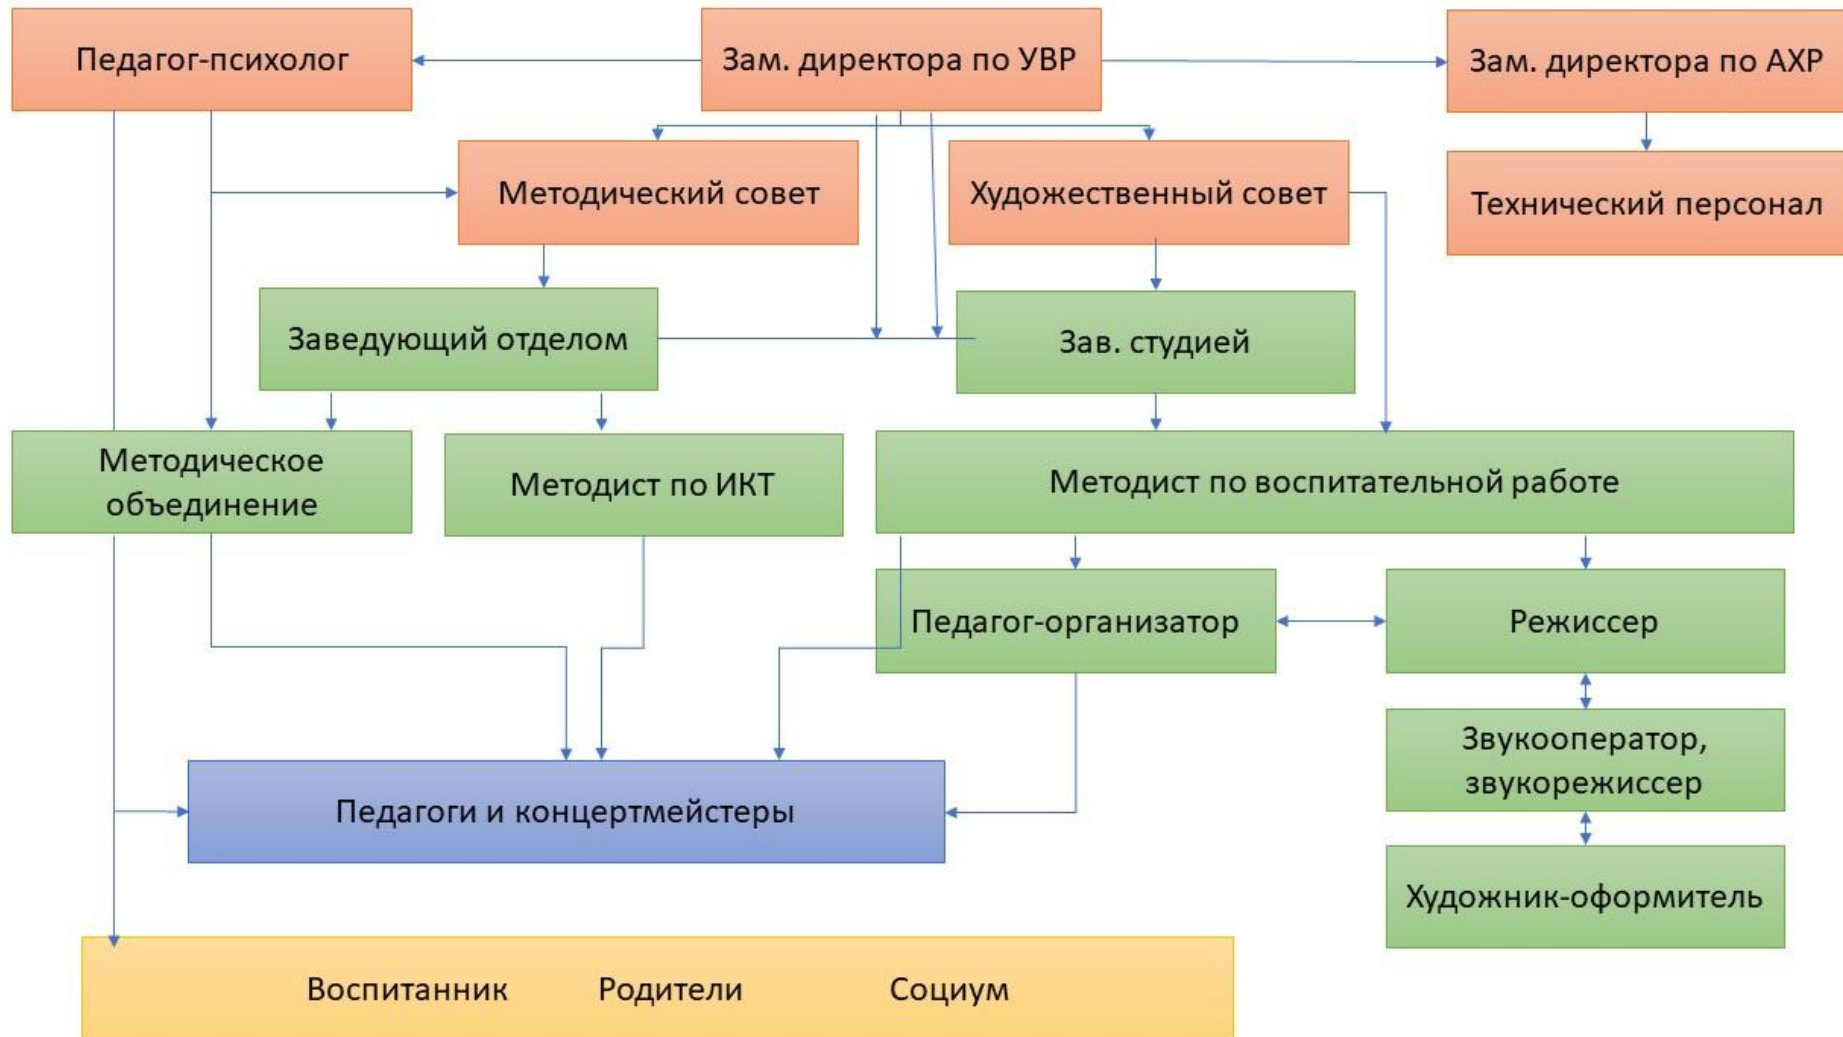 Педагог-психолог
Зам. директора по УВР
Зам. директора по АХР
Методический совет
Художественный совет
Технический персонал
Заведующий отделом
Зав. студией
Методическое
объединение
Методист по ИКТ
Методист по воспитательной работе
Педагог-организатор
Режиссер
Звукооператор,
звукорежиссер
Педагоги и концертмейстеры
Художник-оформитель
Воспитанник Родители Социум